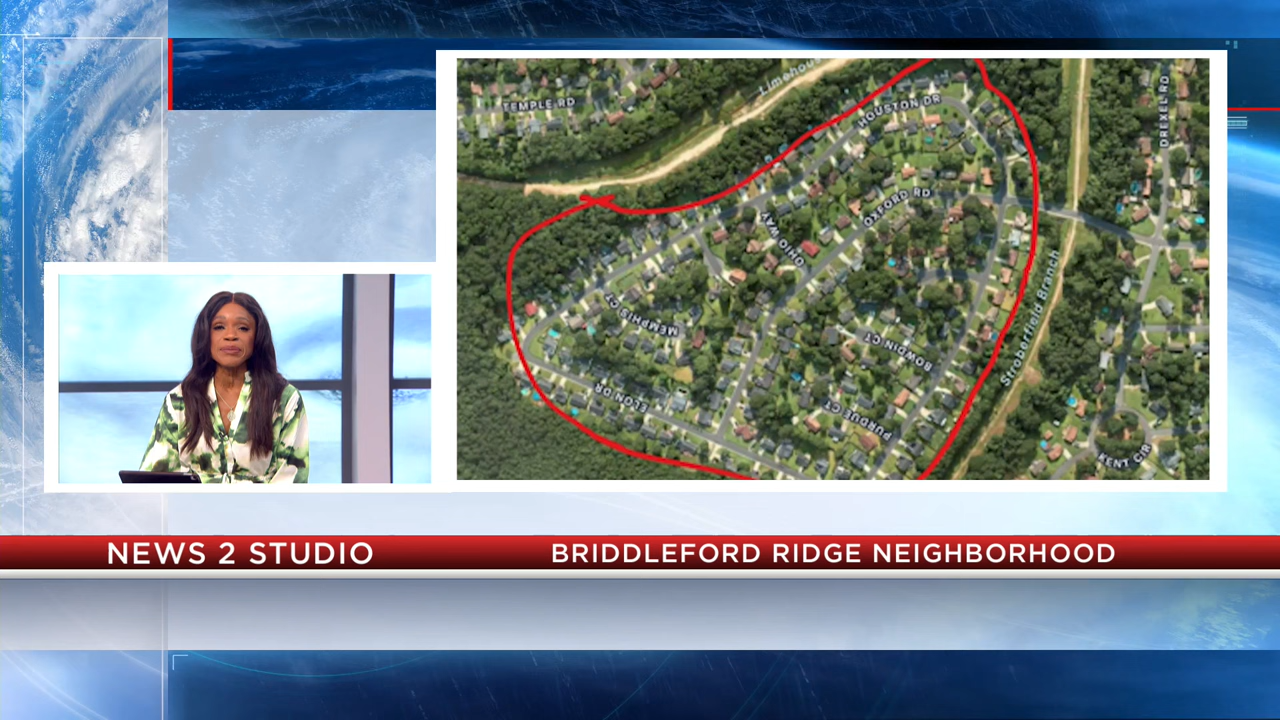 TEMPLE RD
Limehou
HOUSTON DR
DREXEL RD
OXFORD RD
OHIO WAY
MEMPHIS CT
BOWDIN CT
Stroberfield Branch
ELON DR
PURDUE CT
KENT CIR
NEWS 2 STUDIO
BRIDDLEFORD RIDGE NEIGHBORHOOD